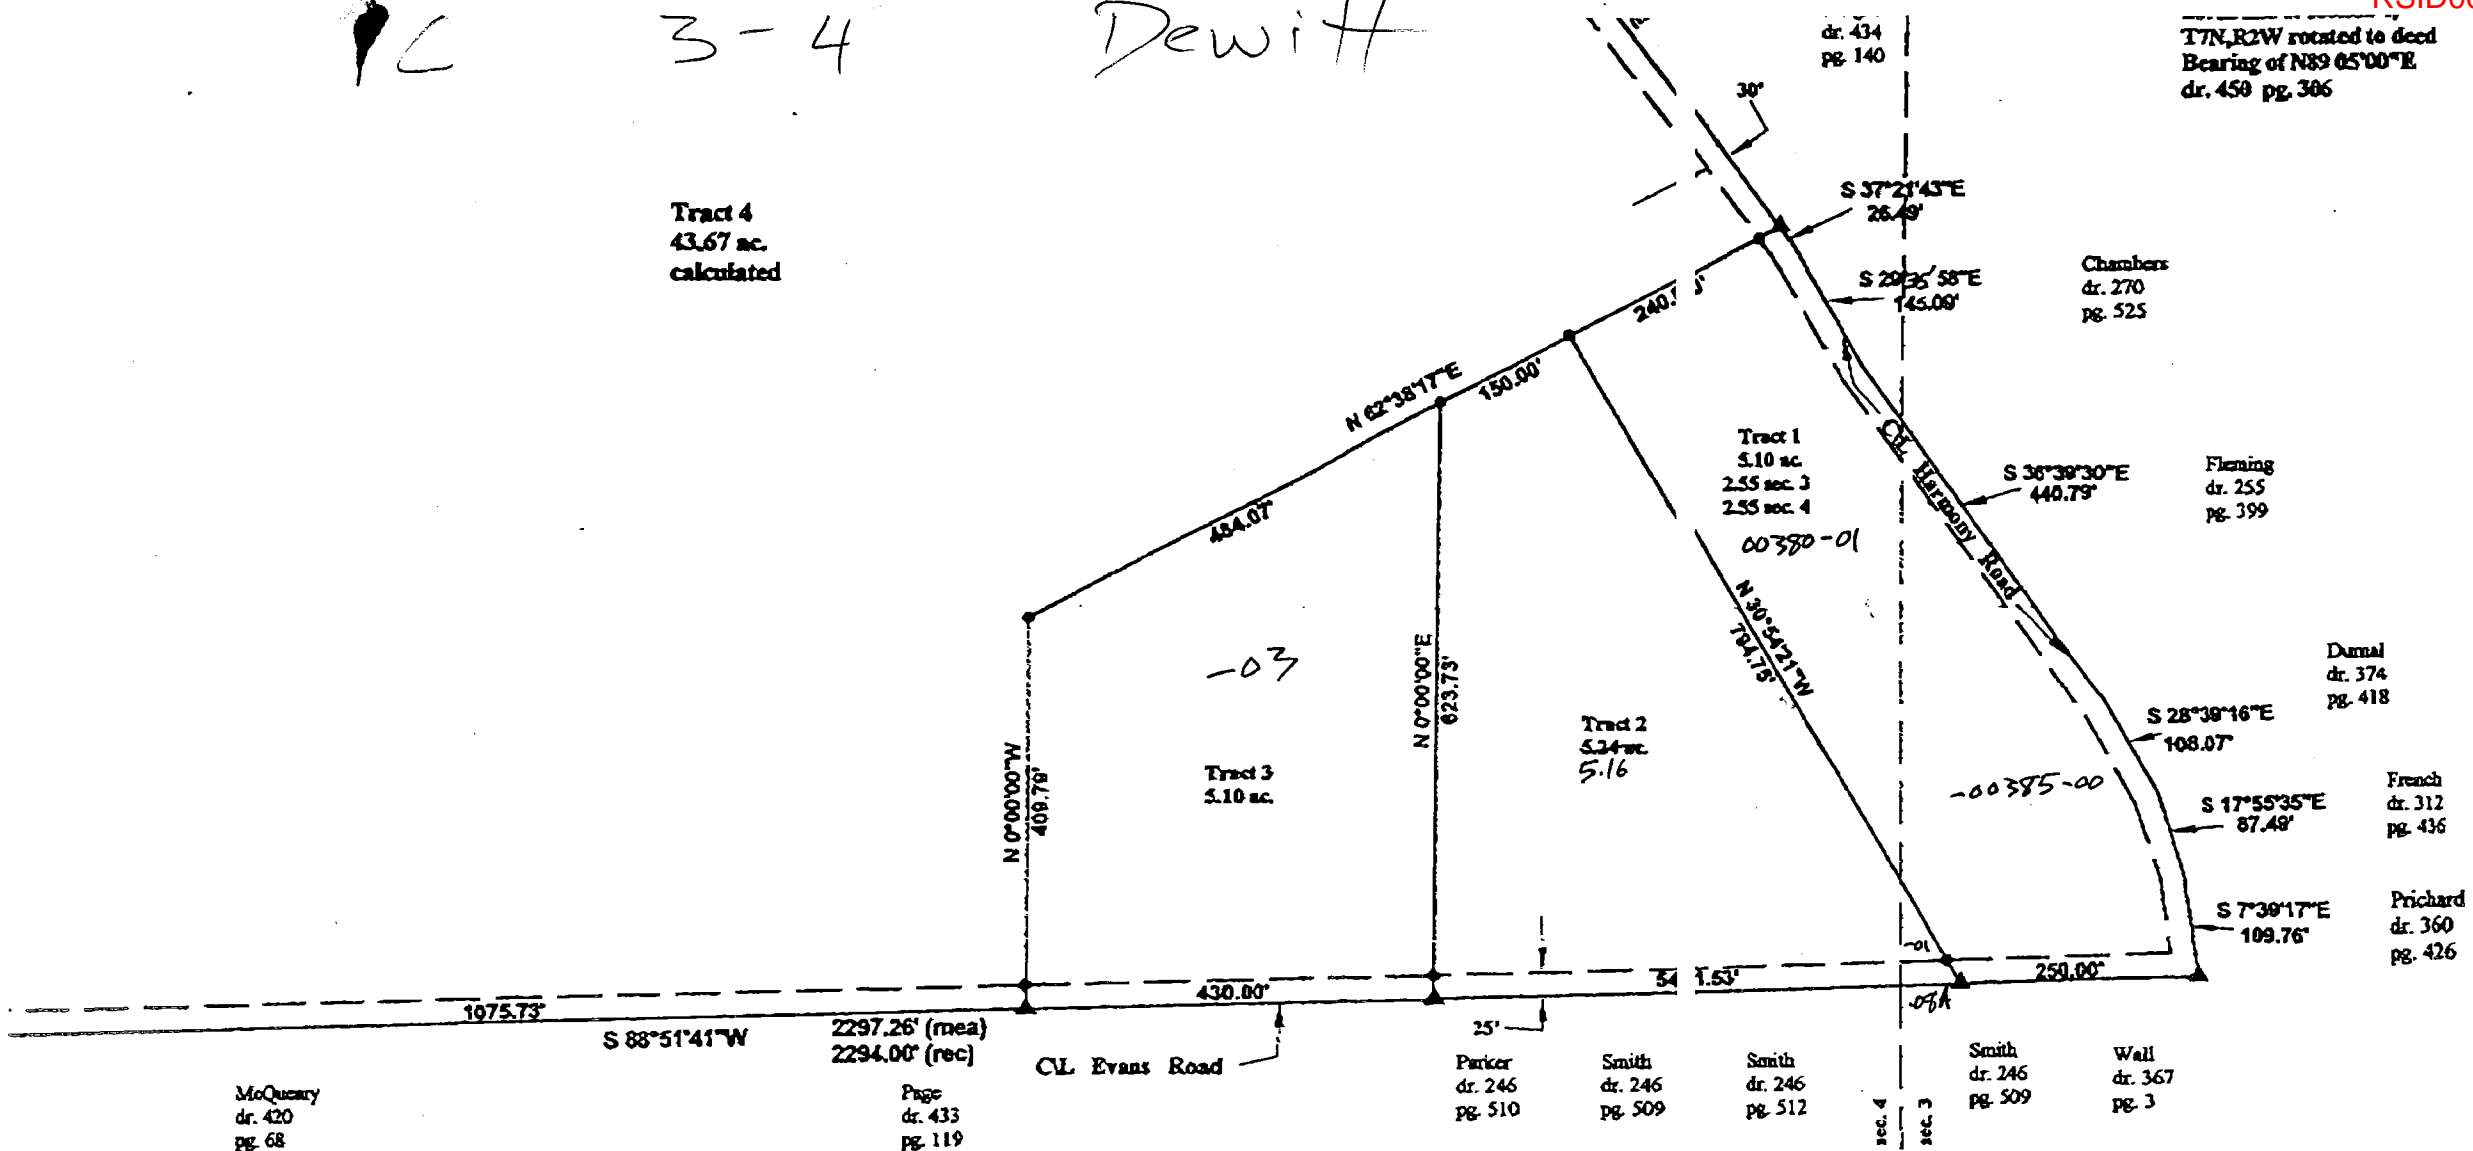 3-4 Dewitt
dr. 434
pg. 140
T7N,R2W rotated to deed
Bearing of N89 05'00"E
dr. 450 pg. 306
30'
Tract 4
43.67 ac.
calculated
S 37°21'43"E
26.49'
S 29°35'58"E
145.09'
Chambers
dr. 270
pg. 525
N 62°38'17"E
150.00'
484.07'
Tract 1
5.10 ac.
2.55 sec. 3
2.55 sec. 4
00380-01
C\L Harmony Road
S 36°39'30"E
440.79'
Fleming
dr. 255
pg. 399
N 30°54'21"W
794.75'
-03
N 0°00'00"E
623.73'
Dumal
dr. 374
pg. 418
S 28°39'16"E
108.07'
Tract 2
5.24 ac.
5.16
Tract 3
5.10 ac.
N 0°00'00"W
409.79'
-00385-00
S 17°55'35"E
87.49'
French
dr. 312
pg. 436
S 7°39'17"E
109.76'
Prichard
dr. 360
pg. 426
-01
1075.73'
430.00'
541.53'
250.00'
.08A
S 88°51'41"W
2297.26' (mea)
2294.00' (rec)
C\L Evans Road
25'
McQueary
dr. 420
pg. 68
Page
dr. 433
pg. 119
Parker
dr. 246
pg. 510
Smith
dr. 246
pg. 509
Smith
dr. 246
pg. 512
sec. 4
sec. 3
Smith
dr. 246
pg. 509
Wall
dr. 367
pg. 3